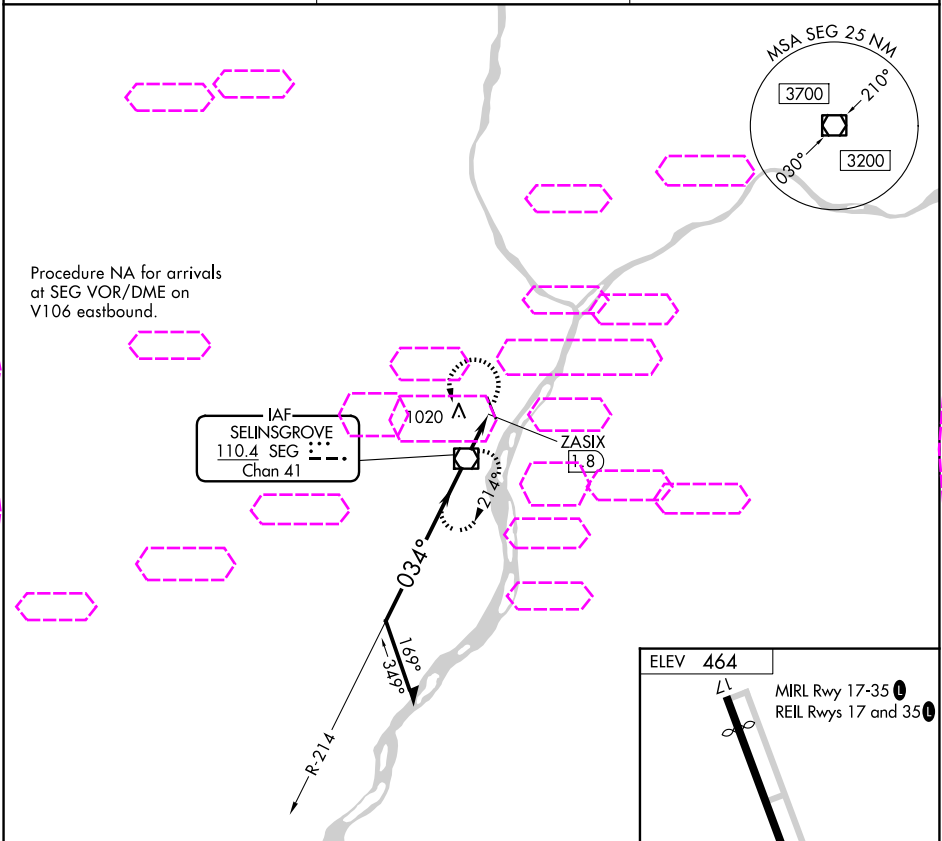 MSA SEG 25 NM
3700
210°
030°
3200
Procedure NA for arrivals
at SEG VOR/DME on
V106 eastbound.
IAF
SELINSGROVE
110.4 SEG
Chan 41
1020
ZASIX
1.8
214°
034°
169°
349°
R-214
ELEV 464
17
MIRL Rwy 17-35 L
REIL Rwys 17 and 35 L